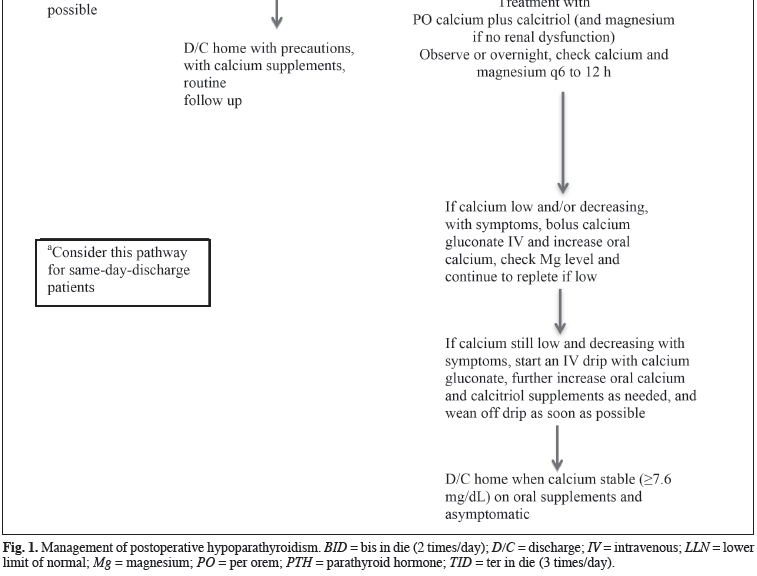 possible
D/C home with precautions,
with calcium supplements,
routine
follow up
Treatment with
PO calcium plus calcitriol (and magnesium
if no renal dysfunction)
Observe or overnight, check calcium and
magnesium q6 to 12 h
If calcium low and/or decreasing,
with symptoms, bolus calcium
gluconate IV and increase oral
calcium, check Mg level and
continue to replete if low
aConsider this pathway
for same-day-discharge
patients
If calcium still low and decreasing with
symptoms, start an IV drip with calcium
gluconate, further increase oral calcium
and calcitriol supplements as needed, and
wean off drip as soon as possible
D/C home when calcium stable (≥7.6
mg/dL) on oral supplements and
asymptomatic
Fig. 1. Management of postoperative hypoparathyroidism. BID = bis in die (2 times/day); D/C = discharge; IV = intravenous; LLN = lower
limit of normal; Mg = magnesium; PO = per orem; PTH = parathyroid hormone; TID = ter in die (3 times/day).